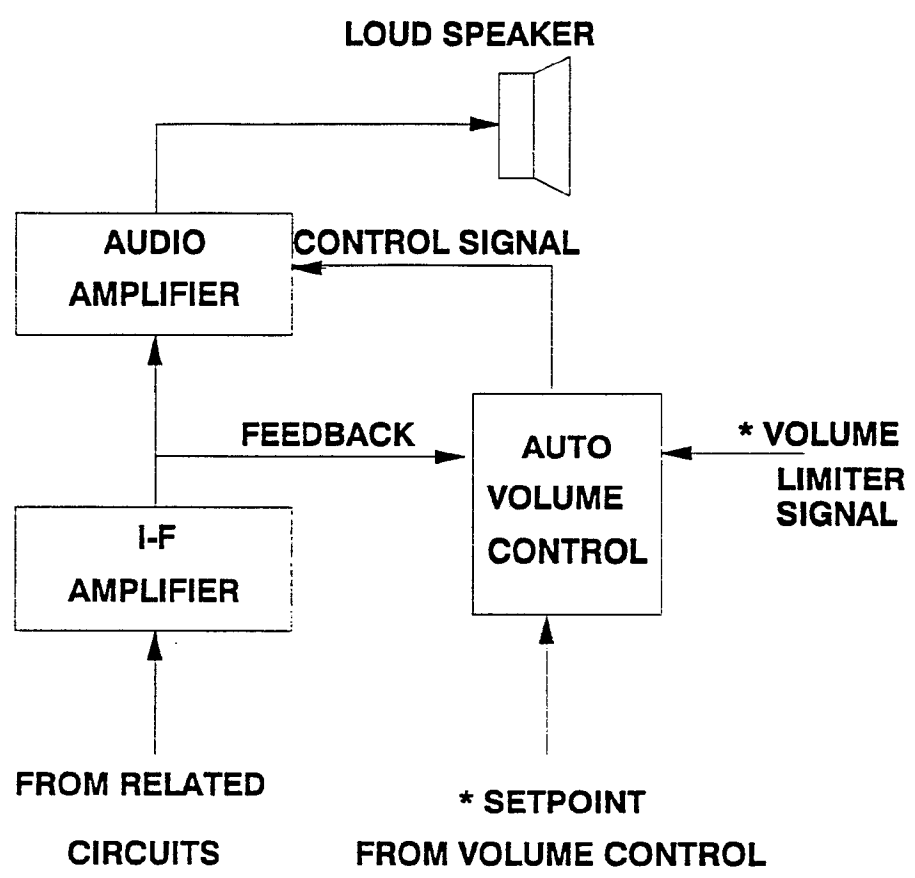 LOUD SPEAKER
AUDIO
AMPLIFIER
CONTROL SIGNAL
FEEDBACK
AUTO
VOLUME
CONTROL
* VOLUME
LIMITER
SIGNAL
I-F
AMPLIFIER
FROM RELATED
CIRCUITS
* SETPOINT
FROM VOLUME CONTROL